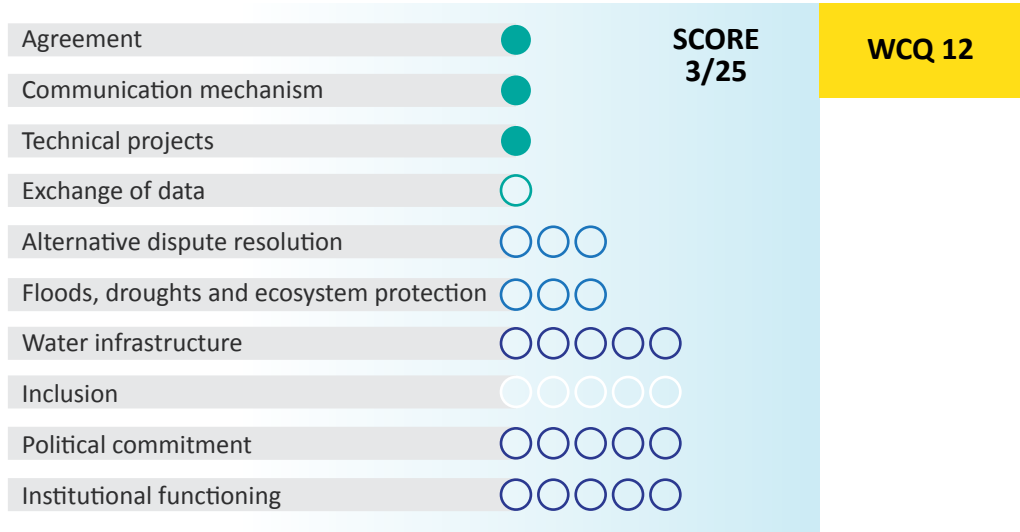 Agreement
Communication mechanism
Technical projects
Exchange of data
Alternative dispute resolution
Floods, droughts and ecosystem protection
Water infrastructure
Inclusion
Political commitment
Institutional functioning
SCORE
3/25
WCQ 12